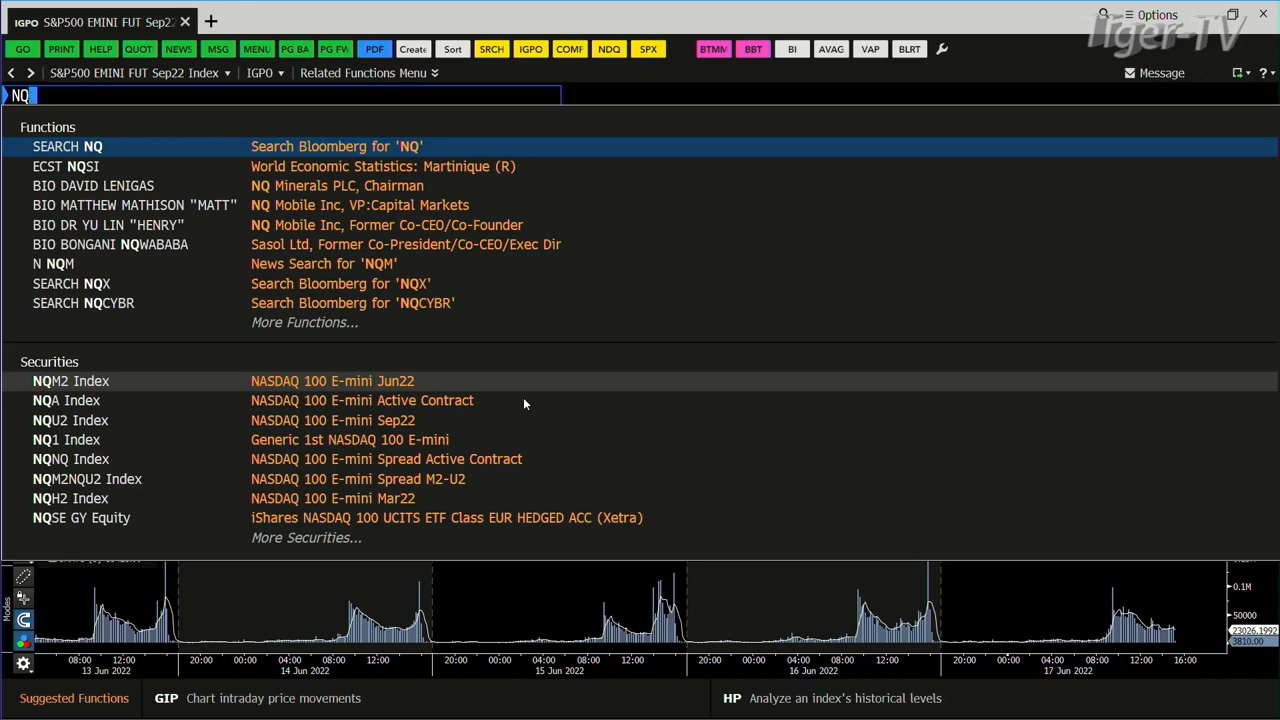 IGPO S&P500 EMINI FUT Sep22
Options
Tiger-TV
GO PRINT HELP QUOT NEWS MSG MENU PG BA PG FW PDF Create Sort SRCH IGPO COMF NDQ SPX BTMM BBT BI AVAG VAP BLRT
S&P500 EMINI FUT Sep22 Index IGPO Related Functions Menu Message ?
NQ
Functions
SEARCH NQ Search Bloomberg for 'NQ'
ECST NQSI World Economic Statistics: Martinique (R)
BIO DAVID LENIGAS NQ Minerals PLC, Chairman
BIO MATTHEW MATHISON "MATT" NQ Mobile Inc, VP:Capital Markets
BIO DR YU LIN "HENRY" NQ Mobile Inc, Former Co-CEO/Co-Founder
BIO BONGANI NQWABABA Sasol Ltd, Former Co-President/Co-CEO/Exec Dir
N NQM News Search for 'NQM'
SEARCH NQX Search Bloomberg for 'NQX'
SEARCH NQCYBR Search Bloomberg for 'NQCYBR'
More Functions...
Securities
NQM2 Index NASDAQ 100 E-mini Jun22
NQA Index NASDAQ 100 E-mini Active Contract
NQU2 Index NASDAQ 100 E-mini Sep22
NQ1 Index Generic 1st NASDAQ 100 E-mini
NQNQ Index NASDAQ 100 E-mini Spread Active Contract
NQM2NQU2 Index NASDAQ 100 E-mini Spread M2-U2
NQH2 Index NASDAQ 100 E-mini Mar22
NQSE GY Equity iShares NASDAQ 100 UCITS ETF Class EUR HEDGED ACC (Xetra)
More Securities...
Modes
0.1M
50000
23026.1992
3810.00
08:00 12:00 20:00 00:00 04:00 08:00 12:00 20:00 00:00 04:00 08:00 12:00 20:00 00:00 04:00 08:00 12:00 20:00 00:00 04:00 08:00 12:00 16:00
13 Jun 2022 14 Jun 2022 15 Jun 2022 16 Jun 2022 17 Jun 2022
Suggested Functions GIP Chart intraday price movements HP Analyze an index's historical levels